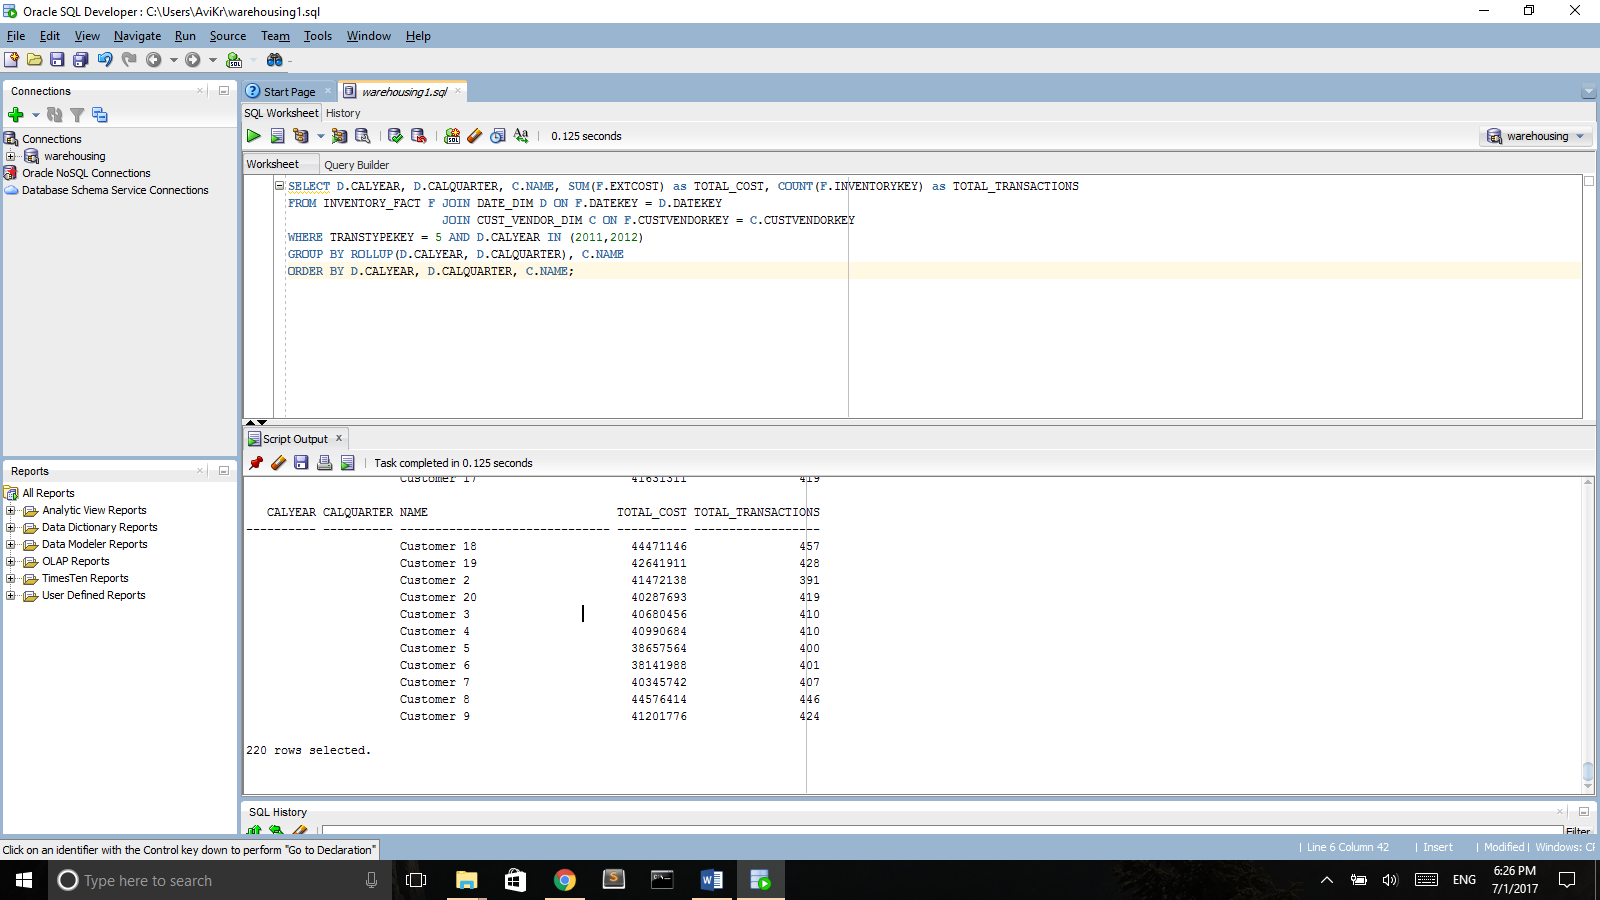 Oracle SQL Developer : C:\Users\AviKr\warehousing1.sql
File Edit View Navigate Run Source Team Tools Window Help
Connections
Connections
warehousing
Oracle NoSQL Connections
Database Schema Service Connections
Reports
All Reports
Analytic View Reports
Data Dictionary Reports
Data Modeler Reports
OLAP Reports
TimesTen Reports
User Defined Reports
Start Page warehousing1.sql
SQL Worksheet History
0.125 seconds
warehousing
Worksheet Query Builder
SELECT D.CALYEAR, D.CALQUARTER, C.NAME, SUM(F.EXTCOST) as TOTAL_COST, COUNT(F.INVENTORYKEY) as TOTAL_TRANSACTIONS
FROM INVENTORY_FACT F JOIN DATE_DIM D ON F.DATEKEY = D.DATEKEY
JOIN CUST_VENDOR_DIM C ON F.CUSTVENDORKEY = C.CUSTVENDORKEY
WHERE TRANSTYPEKEY = 5 AND D.CALYEAR IN (2011,2012)
GROUP BY ROLLUP(D.CALYEAR, D.CALQUARTER), C.NAME
ORDER BY D.CALYEAR, D.CALQUARTER, C.NAME;
Script Output
Task completed in 0.125 seconds
Customer 17 41631311 419
CALYEAR CALQUARTER NAME TOTAL_COST TOTAL_TRANSACTIONS
---------- ---------- ------------------------------ ---------- ------------------
Customer 18 44471146 457
Customer 19 42641911 428
Customer 2 41472138 391
Customer 20 40287693 419
Customer 3 40680456 410
Customer 4 40990684 410
Customer 5 38657564 400
Customer 6 38141988 401
Customer 7 40345742 407
Customer 8 44576414 446
Customer 9 41201776 424
220 rows selected.
SQL History
Filter
Click on an identifier with the Control key down to perform "Go to Declaration"
Line 6 Column 42 Insert Modified Windows: CF
Type here to search
ENG
6:26 PM
7/1/2017